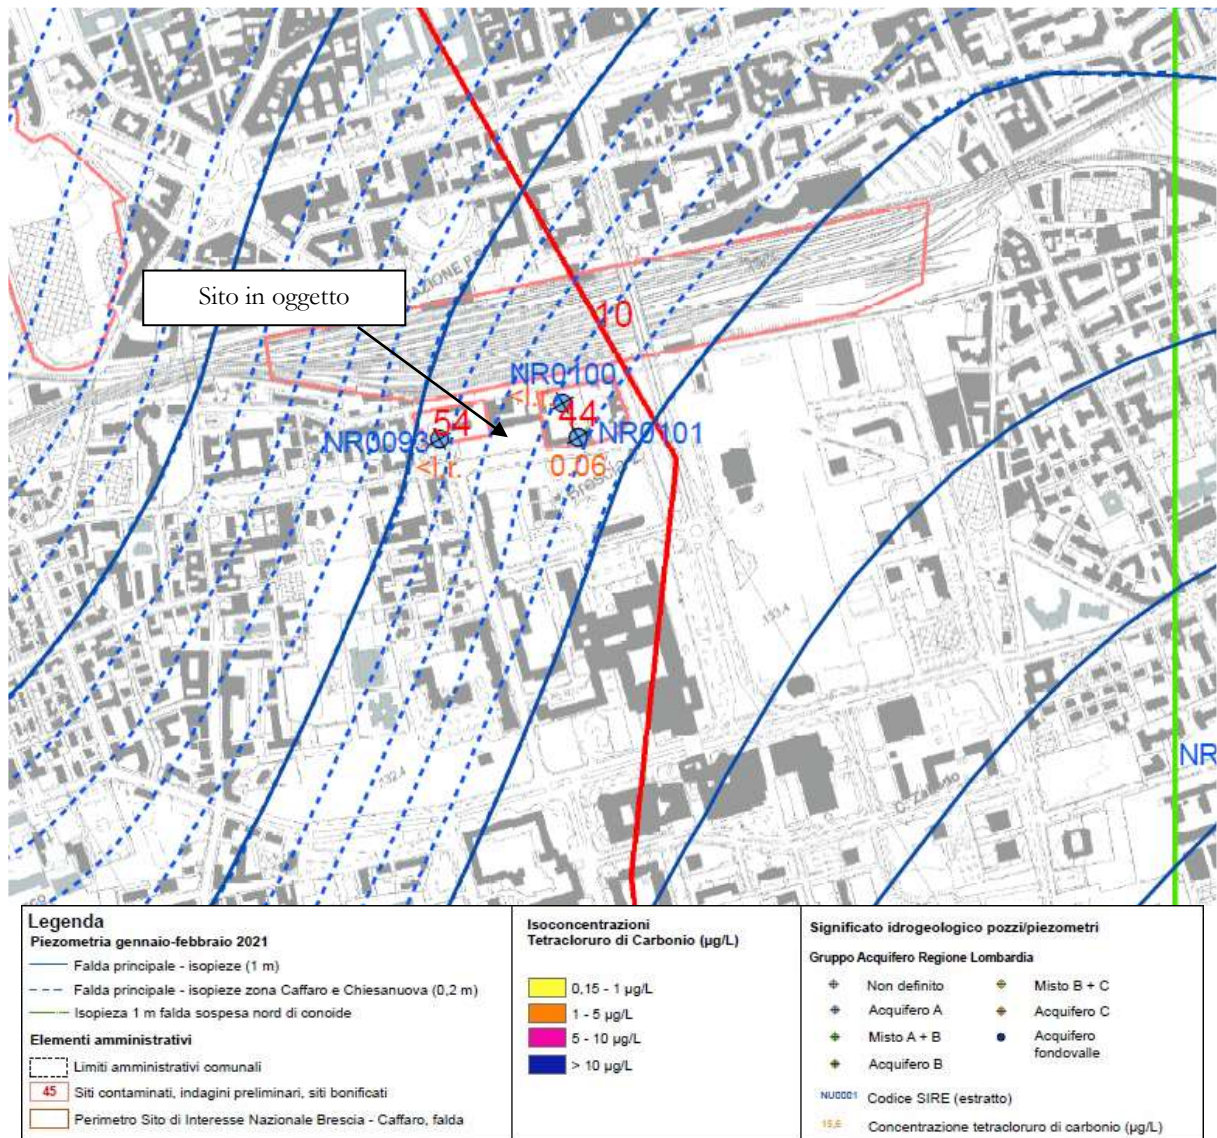 Sito in oggetto
AZIONE F
10
NR0100
<l.r.
54
44
NR0093
NR0101
<l.r.
0.06
133,4
132,4
NR
Legenda
Piezometria gennaio-febbraio 2021
Falda principale - isopieze (1 m)
Falda principale - isopieze zona Caffaro e Chiesanuova (0,2 m)
Isopieza 1 m falda sospesa nord di conoide
Elementi amministrativi
Limiti amministrativi comunali
45 Siti contaminati, indagini preliminari, siti bonificati
Perimetro Sito di Interesse Nazionale Brescia - Caffaro, falda
Isoconcentrazioni
Tetracloruro di Carbonio (µg/L)
0,15 - 1 µg/L
1 - 5 µg/L
5 - 10 µg/L
> 10 µg/L
Significato idrogeologico pozzi/piezometri
Gruppo Acquifero Regione Lombardia
Non definito
Acquifero A
Misto A + B
Acquifero B
Misto B + C
Acquifero C
Acquifero
fondovalle
NU0001 Codice SIRE (estratto)
15,6 Concentrazione tetracloruro di carbonio (µg/L)